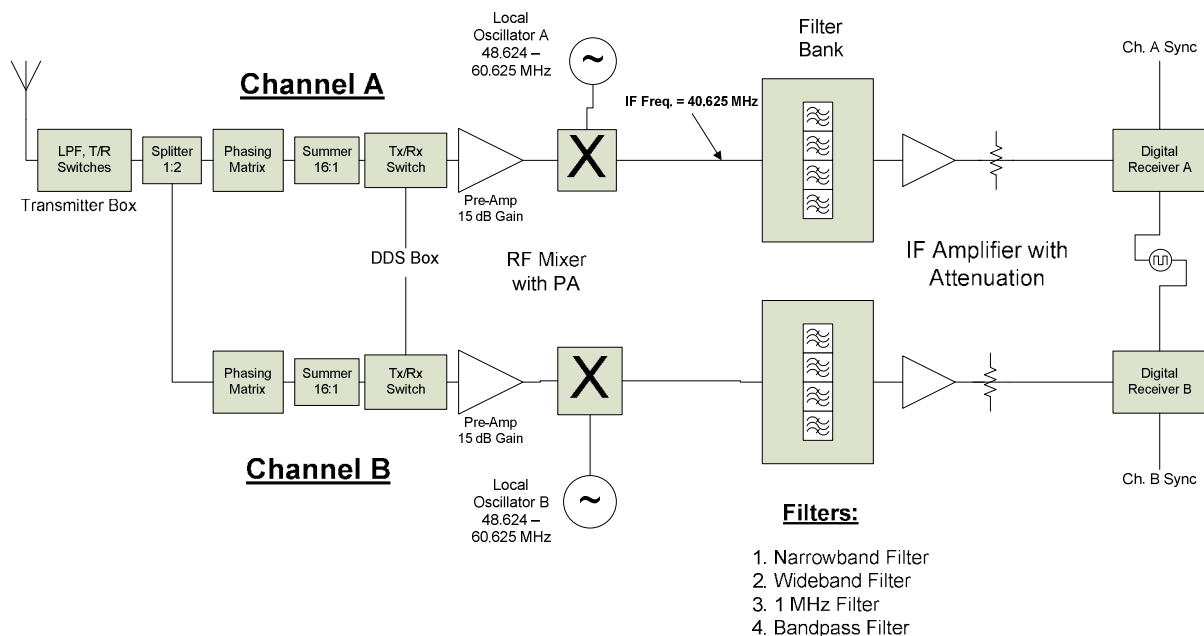 Local
Oscillator A
48.624 –
60.625 MHz
Filter
Bank
Ch. A Sync
Channel A
IF Freq. = 40.625 MHz
LPF, T/R
Switches
Splitter
1:2
Phasing
Matrix
Summer
16:1
Tx/Rx
Switch
X
Digital
Receiver A
Transmitter Box
Pre-Amp
15 dB Gain
DDS Box
RF Mixer
with PA
IF Amplifier with
Attenuation
Phasing
Matrix
Summer
16:1
Tx/Rx
Switch
X
Digital
Receiver B
Pre-Amp
15 dB Gain
Channel B
Local
Oscillator B
48.624 –
60.625 MHz
Ch. B Sync
Filters:
1. Narrowband Filter
2. Wideband Filter
3. 1 MHz Filter
4. Bandpass Filter